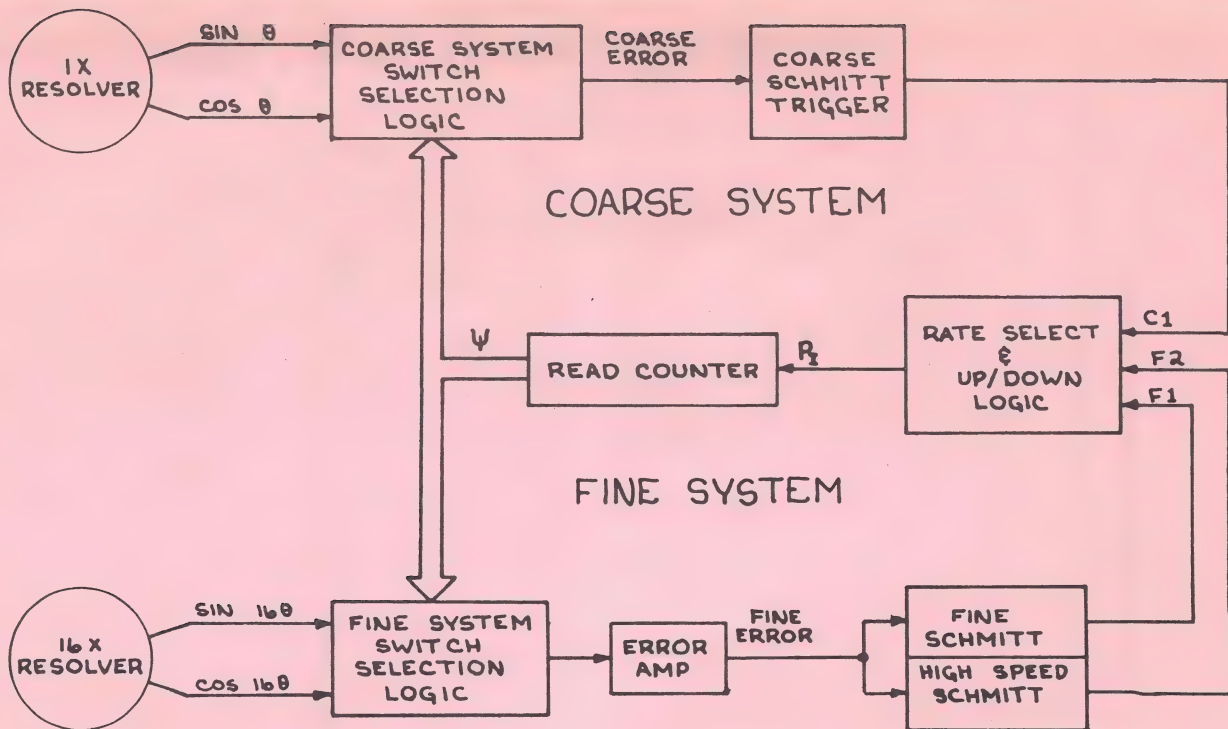 1X
RESOLVER
SIN θ
COS θ
COARSE SYSTEM
SWITCH
SELECTION
LOGIC
COARSE
ERROR
COARSE
SCHMITT
TRIGGER
COARSE SYSTEM
ψ
READ COUNTER
P_I
RATE SELECT
&
UP/DOWN
LOGIC
C1
F2
F1
FINE SYSTEM
16X
RESOLVER
SIN 16θ
COS 16θ
FINE SYSTEM
SWITCH
SELECTION
LOGIC
ERROR
AMP
FINE
ERROR
FINE
SCHMITT
HIGH SPEED
SCHMITT